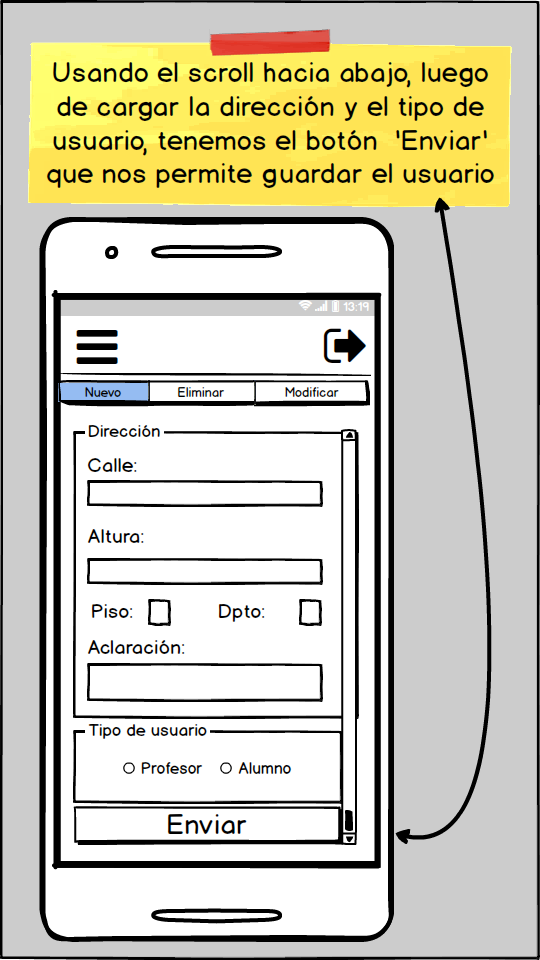 Usando el scroll hacia abajo, luego
de cargar la dirección y el tipo de
usuario, tenemos el botón 'Enviar'
que nos permite guardar el usuario
13:19
Nuevo Eliminar Modificar
Dirección
Calle:
Altura:
Piso: Dpto:
Aclaración:
Tipo de usuario
Profesor Alumno
Enviar